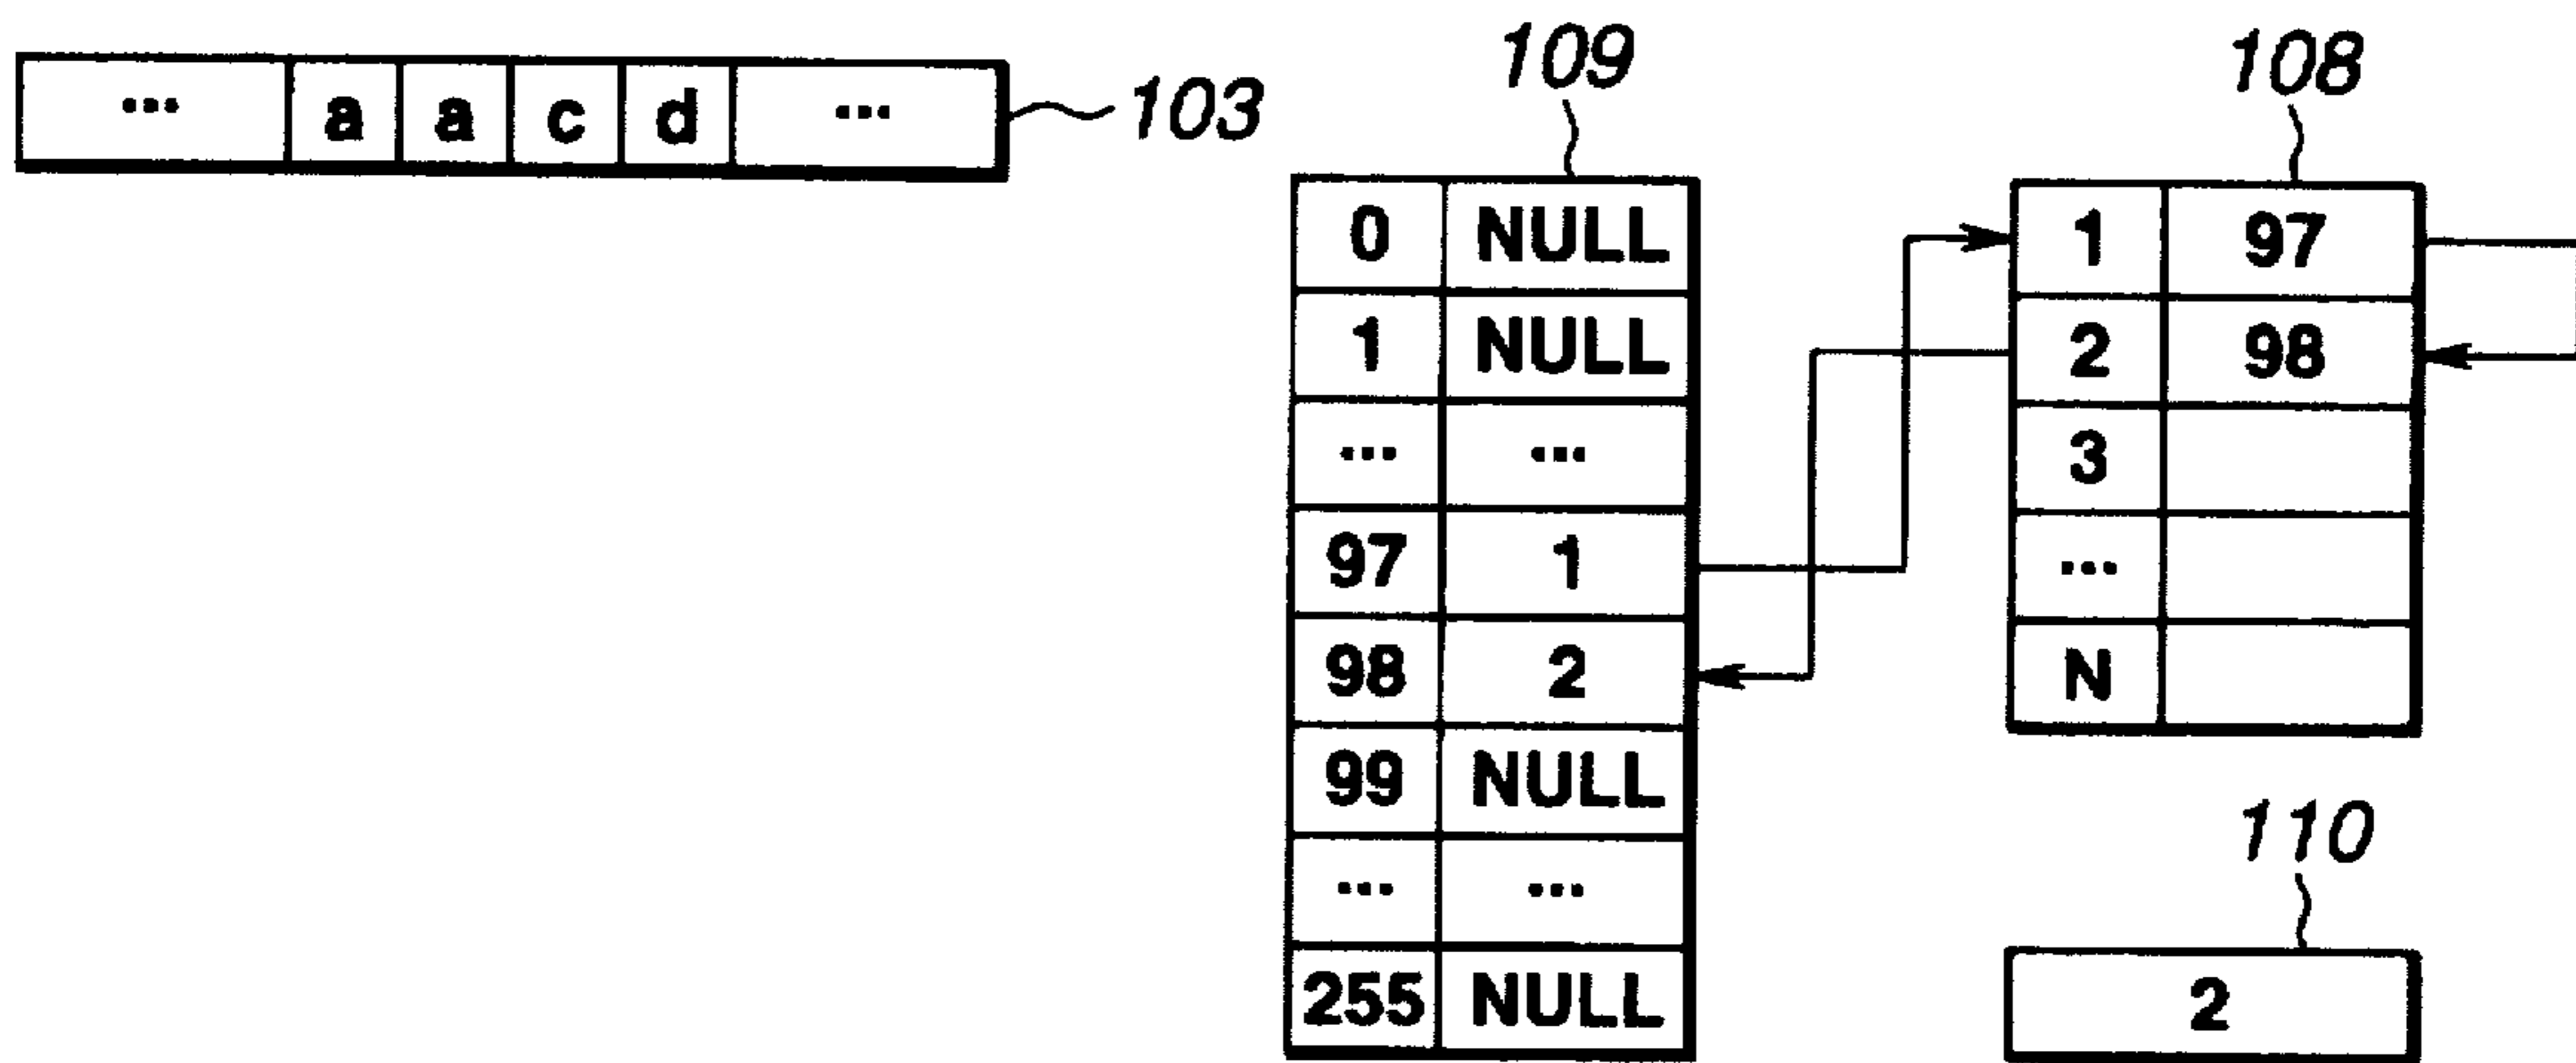 ... a a c d ... 103
109
0 NULL
1 NULL
... ...
97 1
98 2
99 NULL
... ...
255 NULL
108
1 97
2 98
3
...
N
110
2